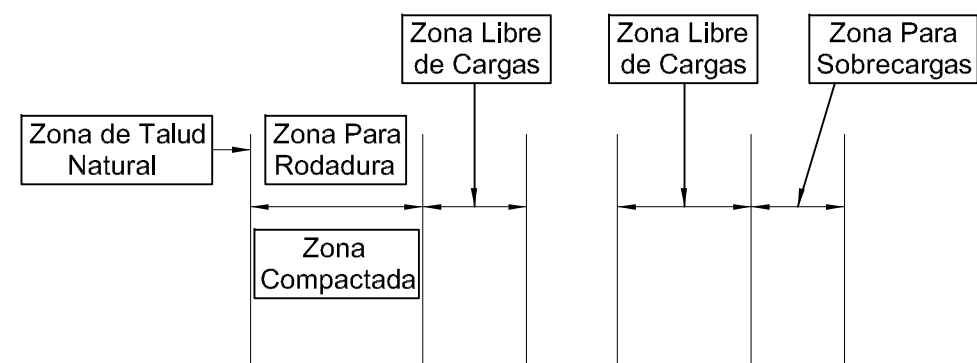 Zona Libre
de Cargas
Zona Libre
de Cargas
Zona Para
Sobrecargas
Zona de Talud
Natural
Zona Para
Rodadura
Zona
Compactada